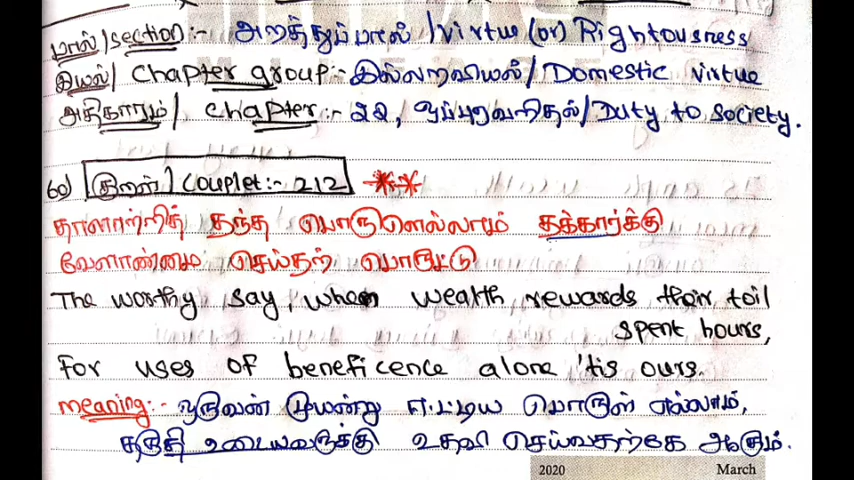 பால்/section:- அறத்துப்பால் /Virtue (or) Rightousness
இயல்/ Chapter group:- இல்லறவியல்/Domestic virtue
அதிகாரம்/ chapter:- 22, ஒப்புரவறிதல்/Duty to society.
60) குறள்/ Couplet:- 212
தாளாற்றித் தந்த பொருளெல்லாம் தக்கார்க்கு
வேளாண்மை செய்தற் பொருட்டு
The worthy say, when wealth rewards their toil
spent hours,
For uses of beneficence alone 'tis ours.
meaning:- ஒருவன் முயன்று ஈட்டிய பொருள் எல்லாம்,
தகுதி உடையவருக்கு உதவி செய்வதற்கே ஆகும்.
2020 March